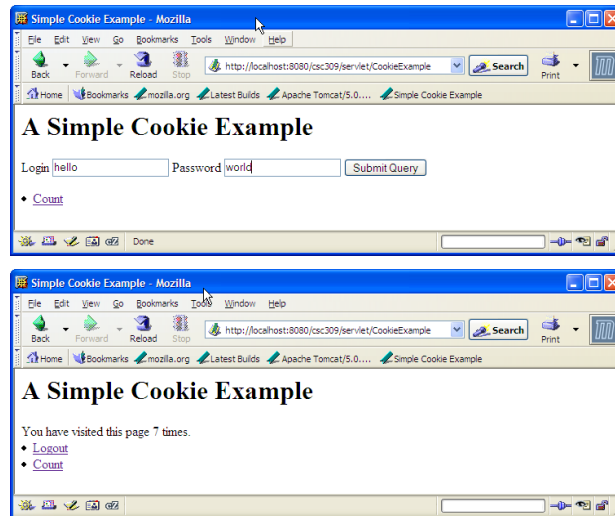 Simple Cookie Example - Mozilla
File Edit View Go Bookmarks Tools Window Help
Back Forward Reload Stop http://localhost:8080/csc309/servlet/CookieExample Search Print
Home Bookmarks mozilla.org Latest Builds Apache Tomcat/5.0.... Simple Cookie Example
A Simple Cookie Example
Login hello Password world Submit Query
• Count
Done
Simple Cookie Example - Mozilla
File Edit View Go Bookmarks Tools Window Help
Back Forward Reload Stop http://localhost:8080/csc309/servlet/CookieExample Search Print
Home Bookmarks mozilla.org Latest Builds Apache Tomcat/5.0.... Simple Cookie Example
A Simple Cookie Example
You have visited this page 7 times.
• Logout
• Count